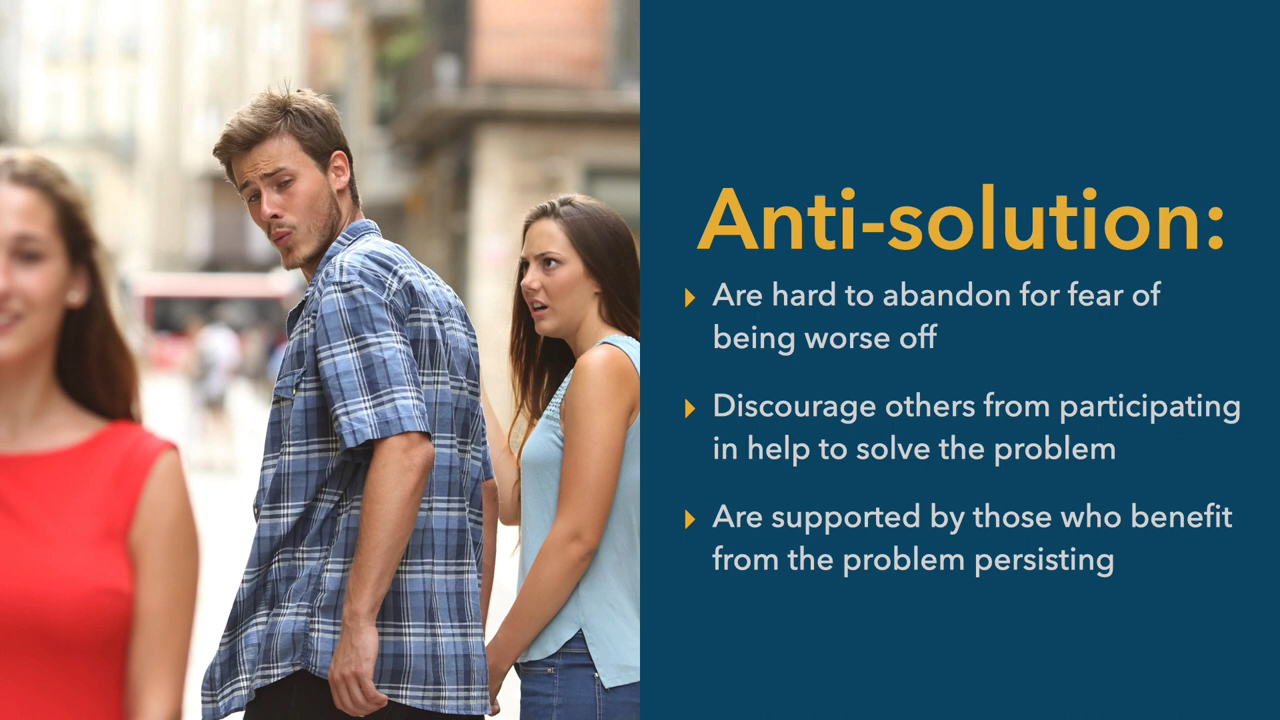 Anti-solution:
Are hard to abandon for fear of
being worse off
Discourage others from participating
in help to solve the problem
Are supported by those who benefit
from the problem persisting